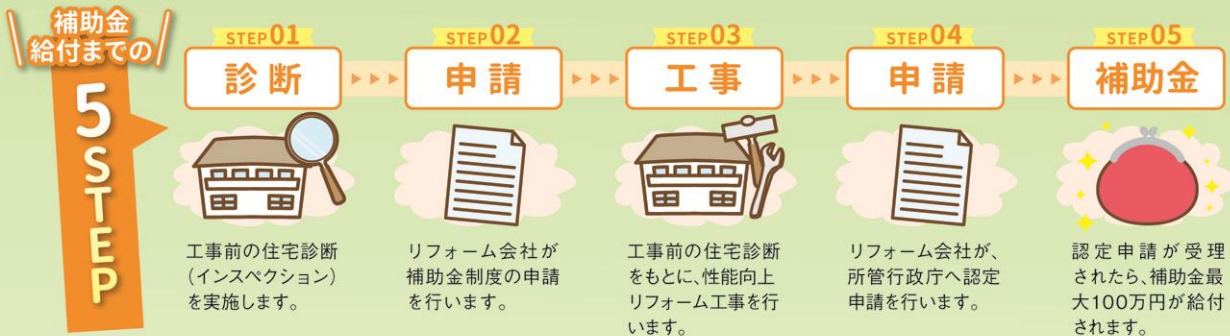 補助金
給付までの
5STEP
STEP01
診断
工事前の住宅診断
(インスペクション)
を実施します。
STEP02
申請
リフォーム会社が
補助金制度の申請
を行います。
STEP03
工事
工事前の住宅診断
をもとに、性能向上
リフォーム工事を行
います。
STEP04
申請
リフォーム会社が、
所管行政庁へ認定
申請を行います。
STEP05
補助金
認定申請が受理
されたら、補助金最
大100万円が給付
されます。